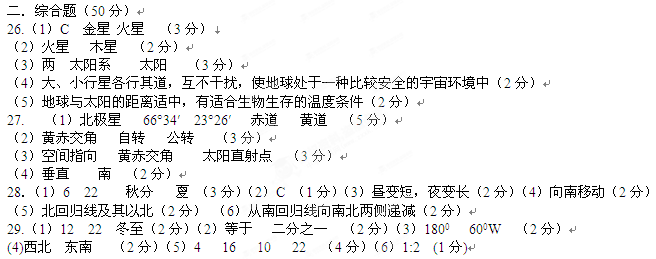 二．综合题（50分）
26.（1）C 金星 火星 （3分）
（2）火星 木星 （2分）
（3）两 太阳系 太阳 （3分）
（4）大、小行星各行其道，互不干扰，使地球处于一种比较安全的宇宙环境中（2分）
（5）地球与太阳的距离适中，有适合生物生存的温度条件（2分）
27. （1）北极星 66°34′ 23°26′ 赤道 黄道 （5分）
（2）黄赤交角 自转 公转 （3分）
（3）空间指向 黄赤交角 太阳直射点 （3分）
（4）垂直 南 （2分）
28.（1）6 22 秋分 夏 （3分）（2）C （1分）（3）昼变短，夜变长（2分）（4）向南移动（2分）
（5）北回归线及其以北（2分） （6）从南回归线向南北两侧递减（2分）
29.（1）12 22 冬至（2分）（2）等于 二分之一 （2分）（3）180⁰ 60⁰W （2分）
(4)西北 东南 （2分）（5）4 16 10 22 （4分）（6）1:2 （1分）